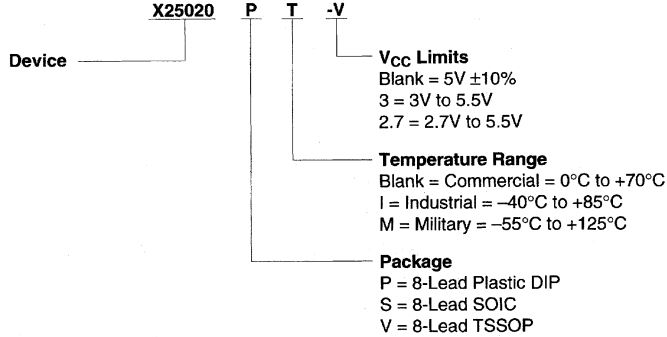 X25020 P T -V
Device
VCC Limits
Blank = 5V ±10%
3 = 3V to 5.5V
2.7 = 2.7V to 5.5V
Temperature Range
Blank = Commercial = 0°C to +70°C
I = Industrial = –40°C to +85°C
M = Military = –55°C to +125°C
Package
P = 8-Lead Plastic DIP
S = 8-Lead SOIC
V = 8-Lead TSSOP